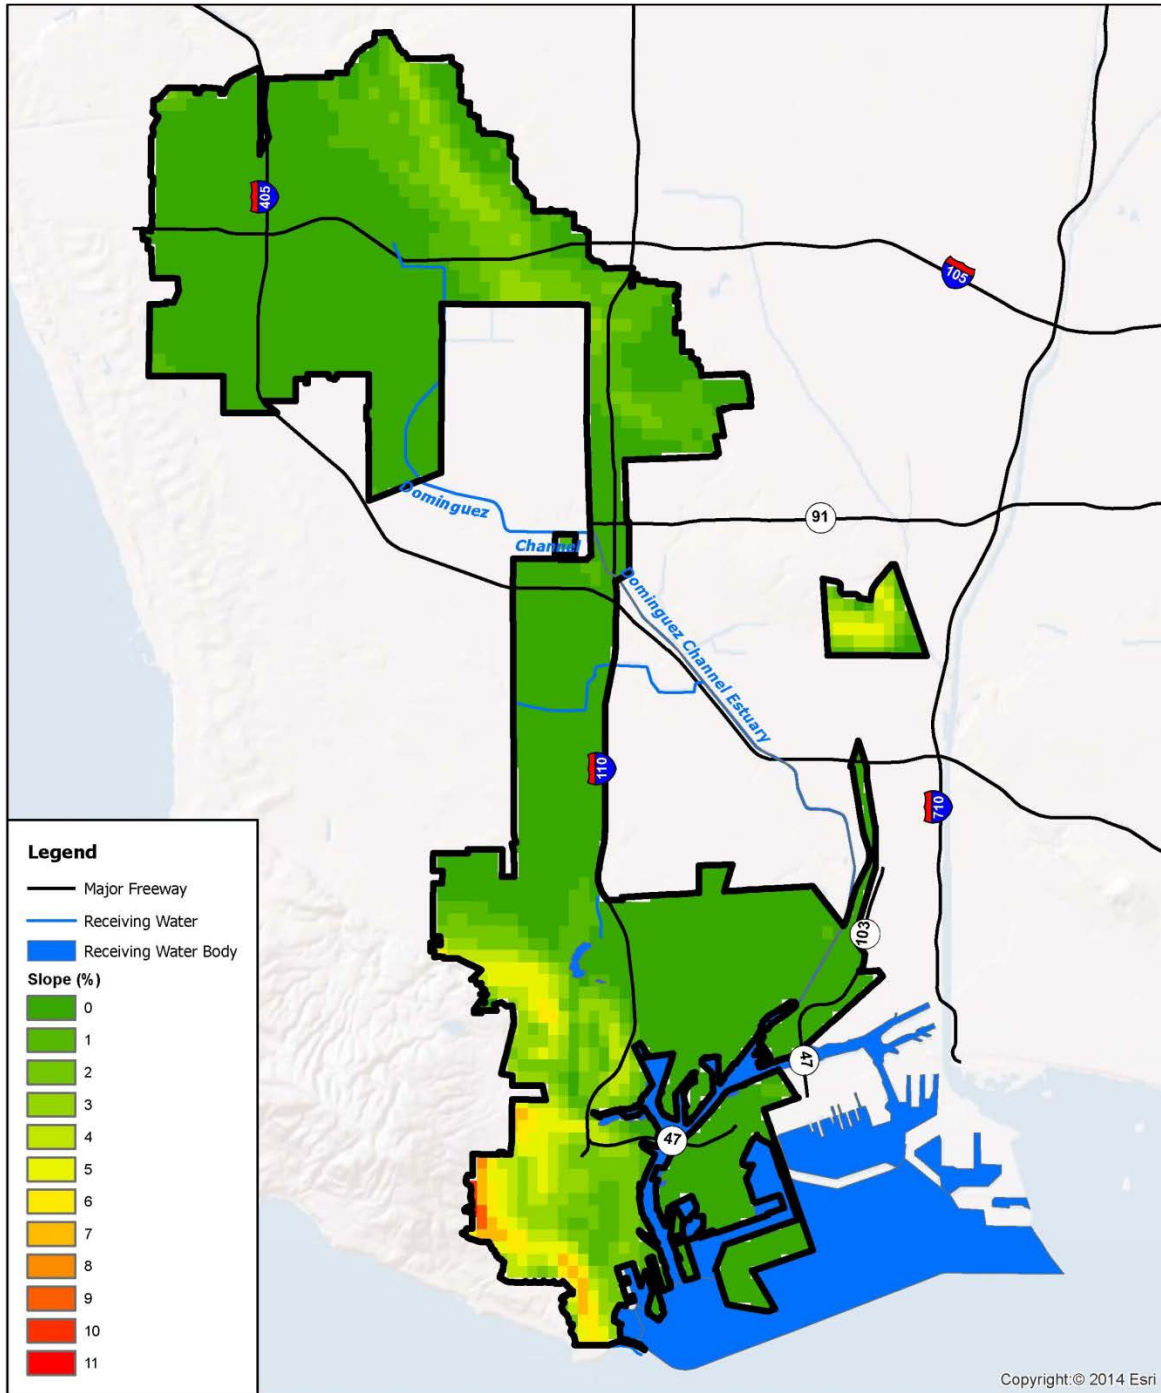 405
105
Dominguez
91
Channel
Dominguez Channel Estuary
110
710
103
47
47
Legend
Major Freeway
Receiving Water
Receiving Water Body
Slope (%)
0
1
2
3
4
5
6
7
8
9
10
11
Copyright:© 2014 Esri